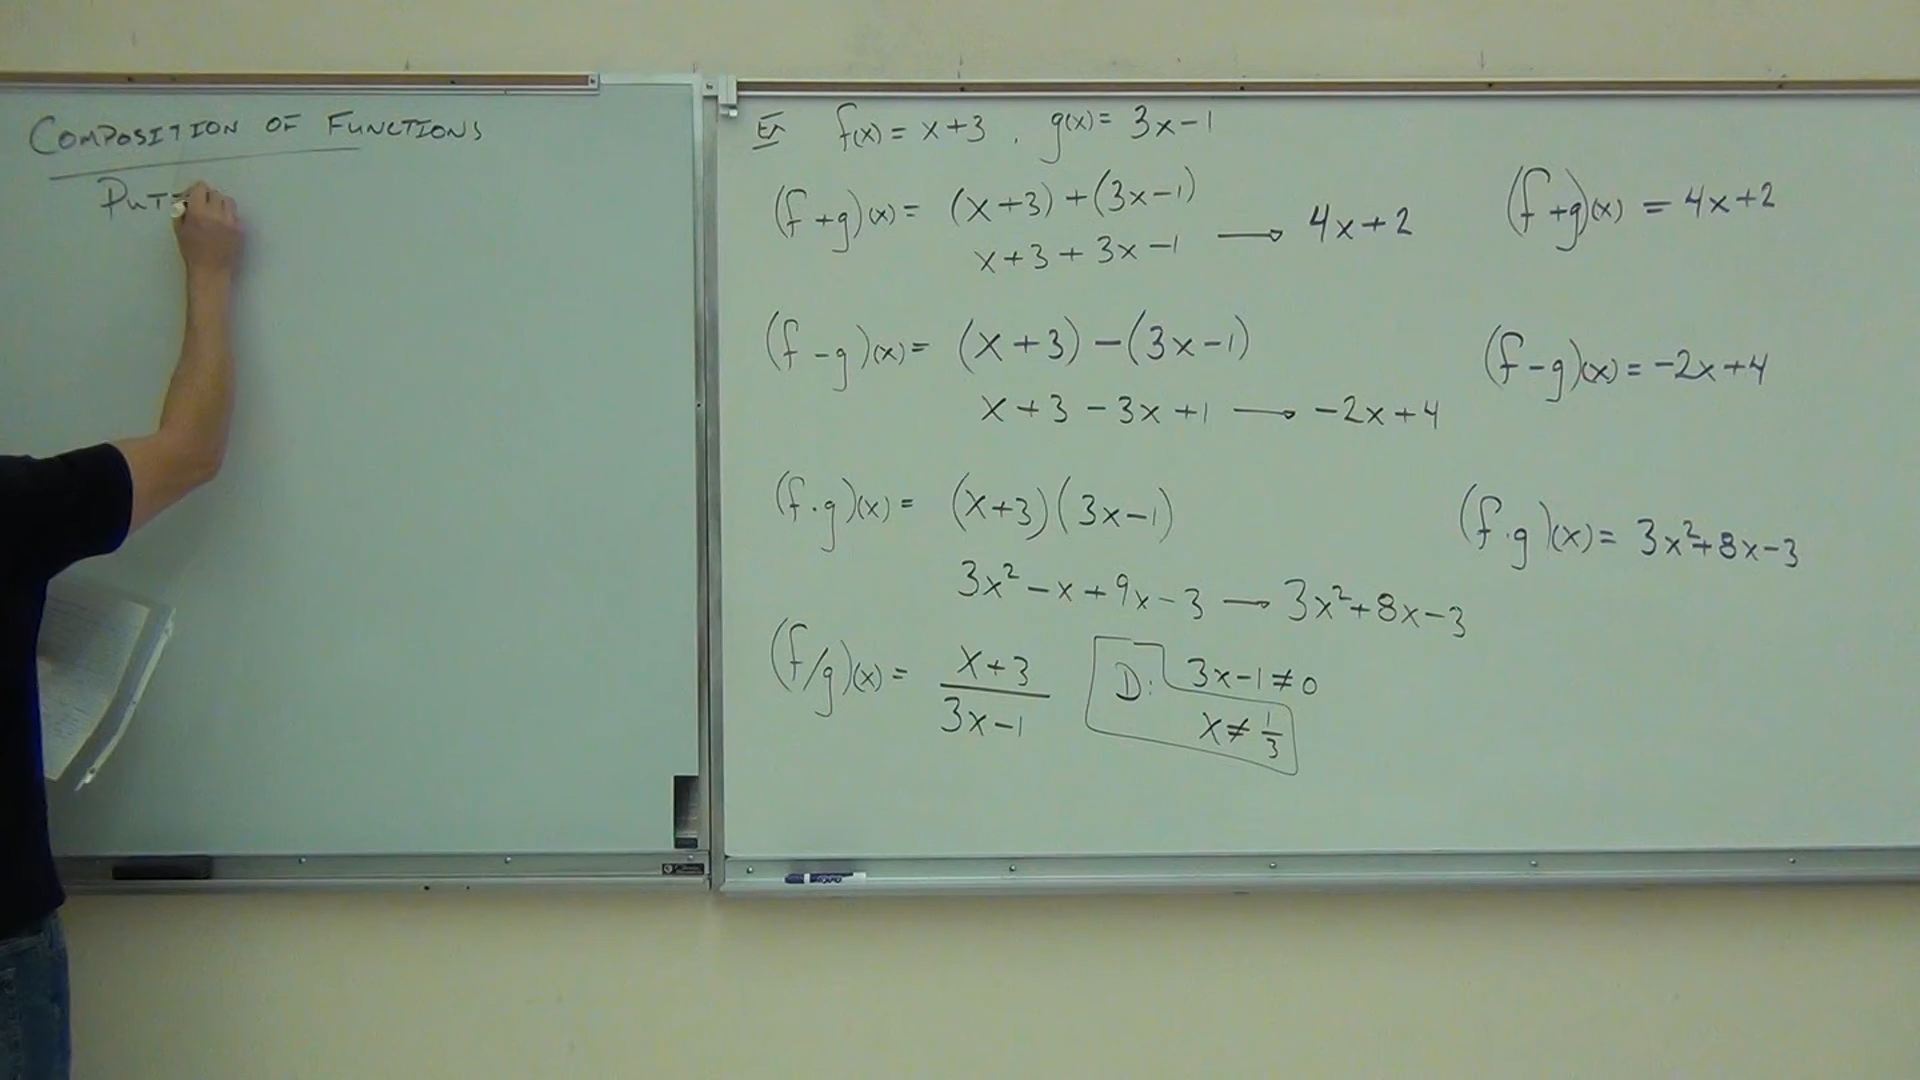 COMPOSITION OF FUNCTIONS
Ex f(x) = x+3 , g(x) = 3x-1
(f+g)(x) = (x+3)+(3x-1)
x+3+3x-1 → 4x+2
(f+g)(x) = 4x+2
(f-g)(x) = (x+3)-(3x-1)
x+3-3x+1 → -2x+4
(f-g)(x) = -2x+4
(f·g)(x) = (x+3)(3x-1)
3x²-x+9x-3 → 3x²+8x-3
(f·g)(x) = 3x²+8x-3
(f/g)(x) = x+3 / 3x-1
D: 3x-1≠0
x≠1/3